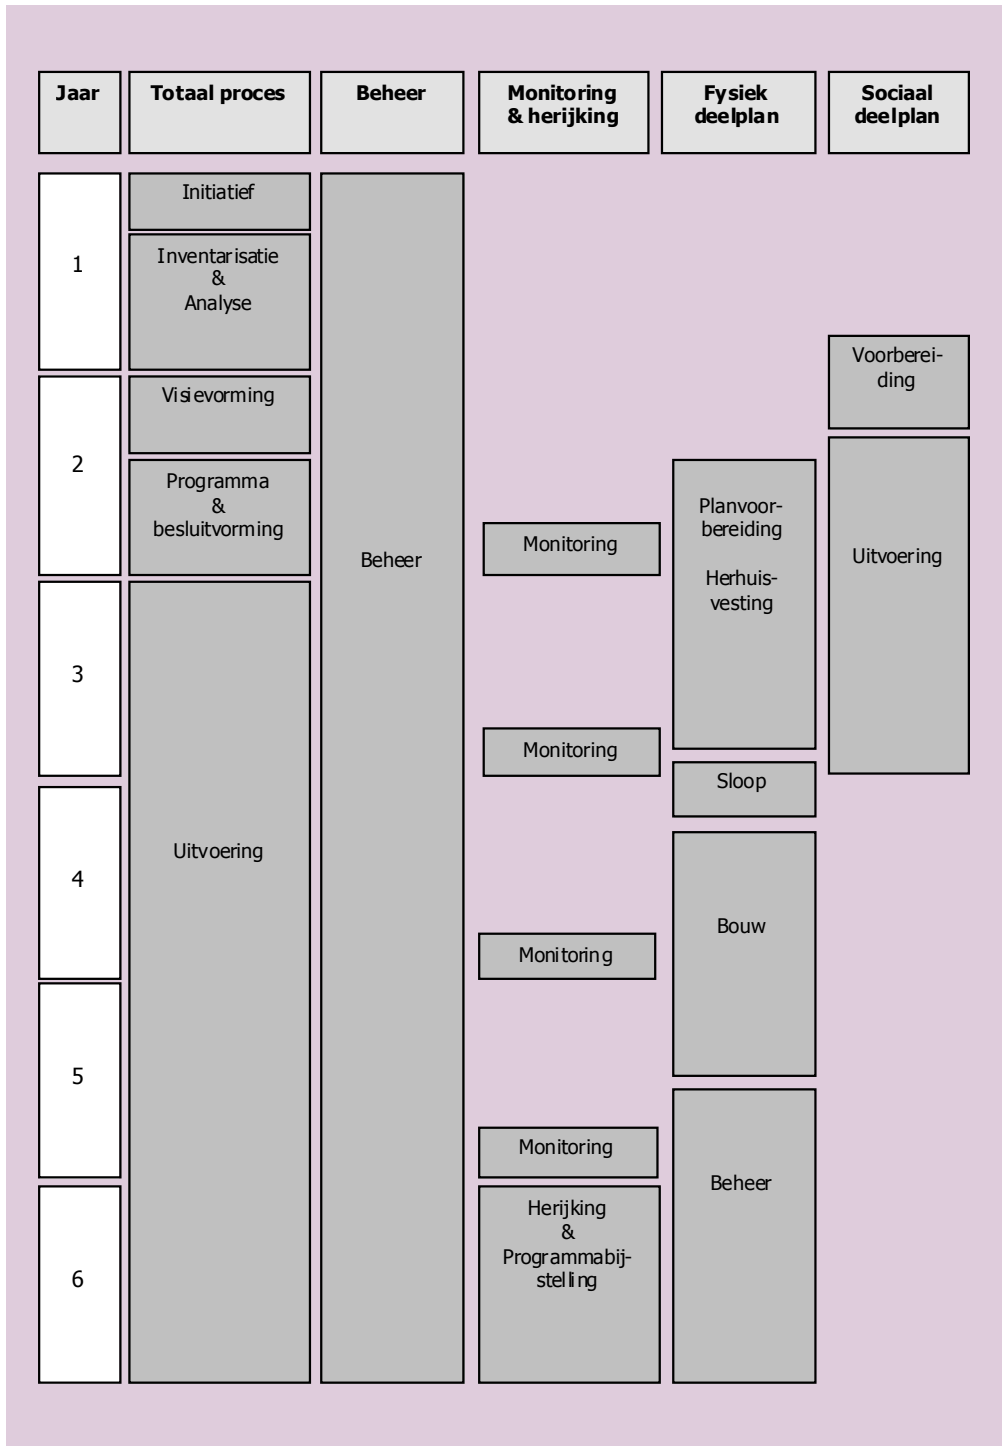 Jaar
Totaal proces
Beheer
Monitoring
& herijking
Fysiek
deelplan
Sociaal
deelplan
1
2
3
4
5
6
Initiatief
Inventarisatie
&
Analyse
Visievorming
Programma
&
besluitvorming
Uitvoering
Beheer
Monitoring
Monitoring
Monitoring
Monitoring
Herijking
&
Programmabij-
stelling
Planvoor-
bereiding
Herhuis-
vesting
Sloop
Bouw
Beheer
Voorberei-
ding
Uitvoering